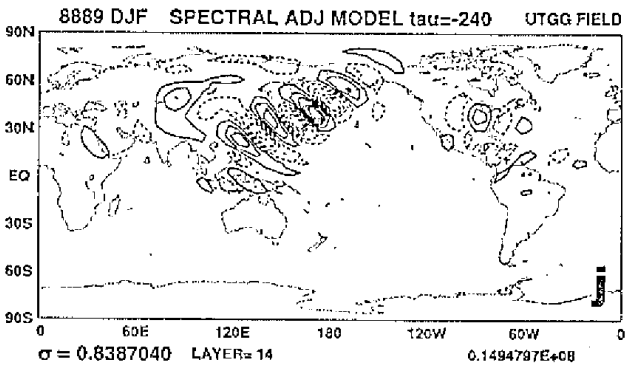 8889 DJF SPECTRAL ADJ MODEL tau=-240 UTGG FIELD
90N
60N
30N
EQ
30S
60S
90S
0 60E 120E 180 120W 60W 0
σ = 0.8387040 LAYER= 14 0.1494797E+08